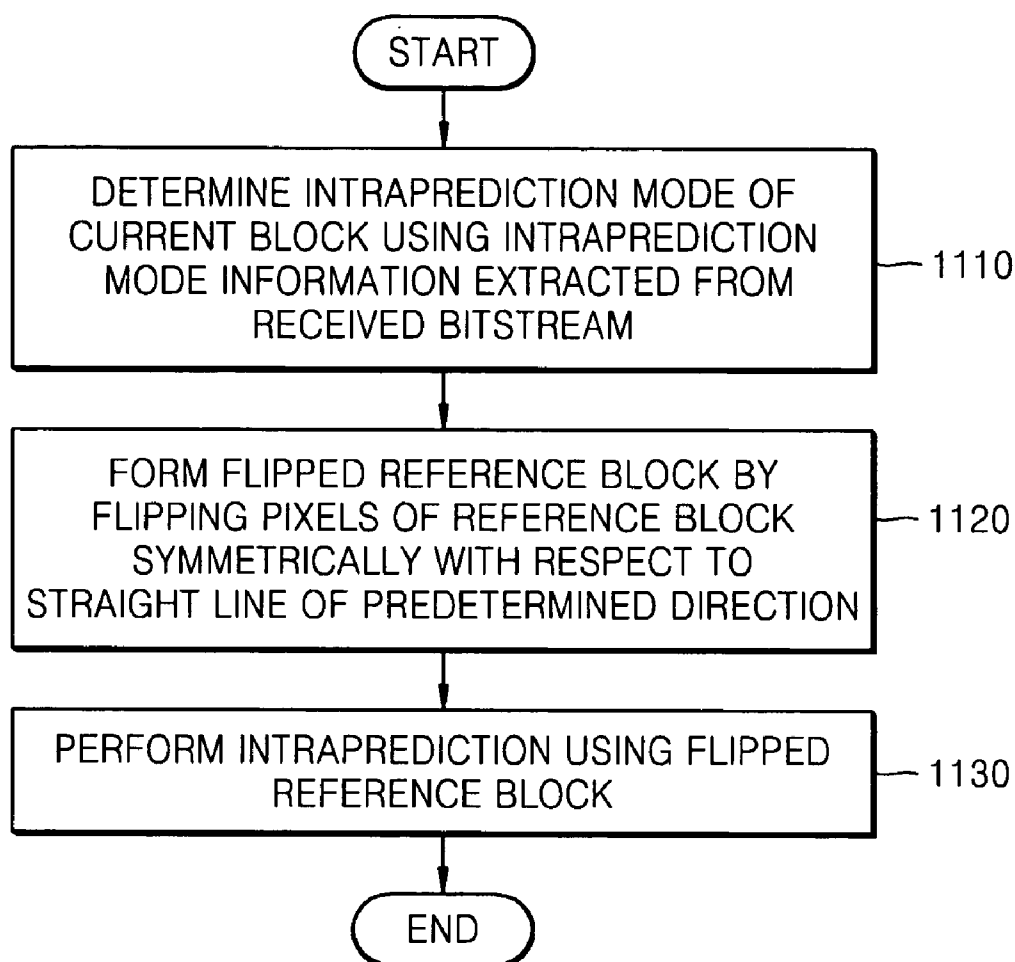 START
DETERMINE INTRAPREDICTION MODE OF
CURRENT BLOCK USING INTRAPREDICTION
MODE INFORMATION EXTRACTED FROM
RECEIVED BITSTREAM
1110
FORM FLIPPED REFERENCE BLOCK BY
FLIPPING PIXELS OF REFERENCE BLOCK
SYMMETRICALLY WITH RESPECT TO
STRAIGHT LINE OF PREDETERMINED DIRECTION
1120
PERFORM INTRAPREDICTION USING FLIPPED
REFERENCE BLOCK
1130
END